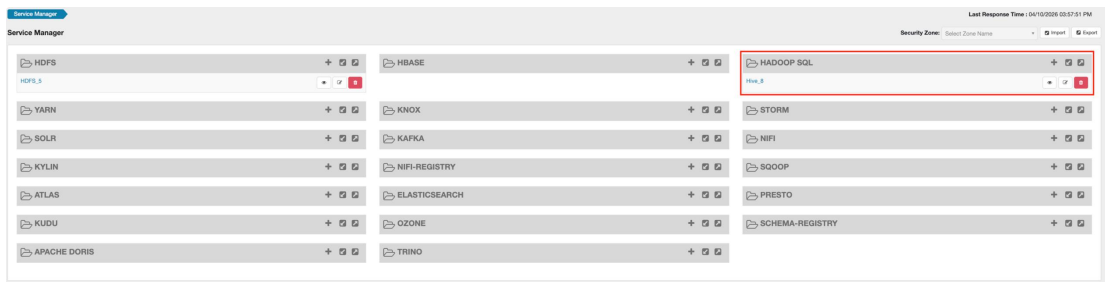 Service Manager
Last Response Time : 04/10/2026 03:57:51 PM
Service Manager
Security Zone: Select Zone Name Import Export
HDFS
HDFS_5
HBASE
HADOOP SQL
Hive_8
YARN
KNOX
STORM
SOLR
KAFKA
NIFI
KYLIN
NIFI-REGISTRY
SQOOP
ATLAS
ELASTICSEARCH
PRESTO
KUDU
OZONE
SCHEMA-REGISTRY
APACHE DORIS
TRINO